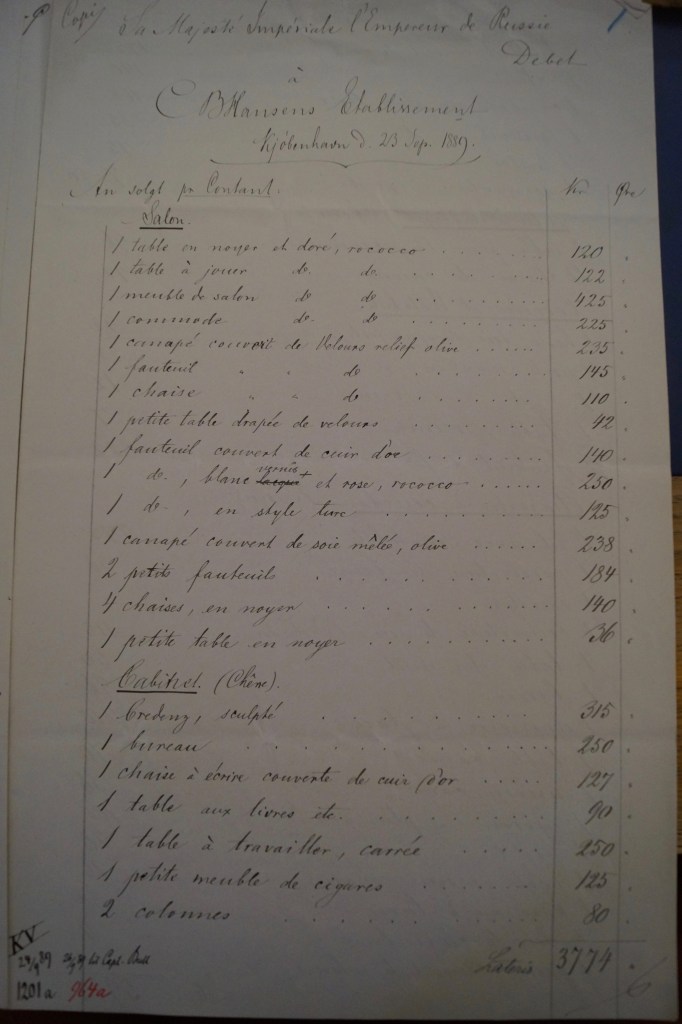 Copi
Sa Majesté Impériale l'Empereur de Russie
Debet
à
C B Hansens Etablissement
Kjøbenhavn d. 23 Sep. 1889.
An solgt pr Contant. Kr Øre
Salon.
1 table en noyer et doré, rococco 120
1 table à jouer do. do. 122
1 meuble de salon do do 425
1 commode do. do 225
1 canapé couvert de Velours relief olive 235
1 fauteuil " " do 145
1 chaise " " do 110
1 petite table drapée de velours 42
1 fauteuil couvert de cuir d'or 140
vernis
1 do., blanc lacqué et rose, rococco 250
1 do., en style turc 125
1 canapé couvert de soie mêlée, olive 238
2 petits fauteuils 184
4 chaises, en noyer 140
1 petite table en noyer 36
Cabinet. (Chêne).
1 Credenz, sculpté 315
1 bureau 250
1 chaise à écrire couverte de cuir d'or 127
1 table aux livres etc. 90
1 table à travailler, carrée 250
1 petite meuble de cigares 125
2 colonnes 80
Lateris 3774
KV
1201a 964a